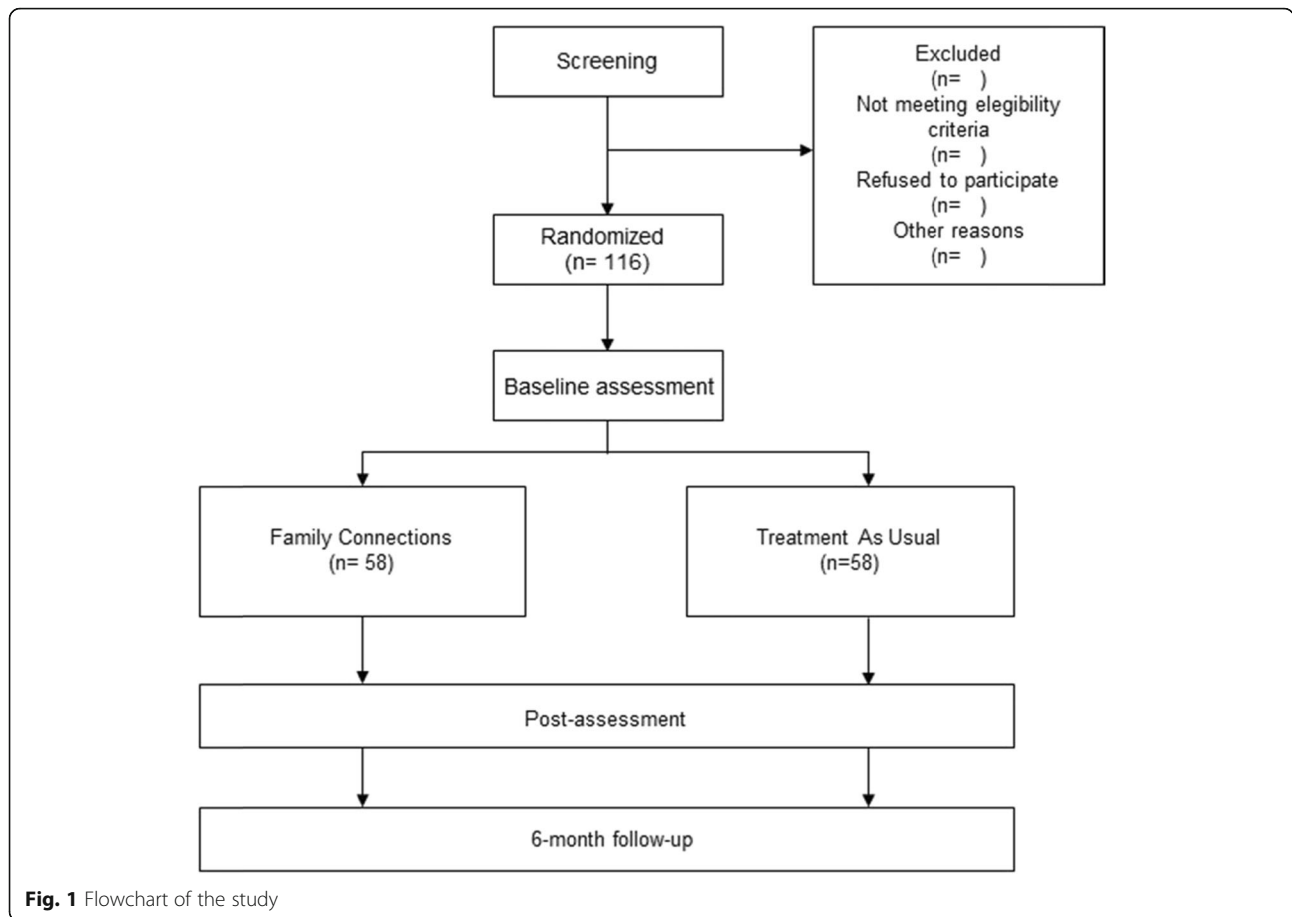 Screening
Excluded
(n= )
Not meeting elegibility
criteria
(n= )
Refused to participate
(n= )
Other reasons
(n= )
Randomized
(n= 116)
Baseline assessment
Family Connections
(n= 58)
Treatment As Usual
(n=58)
Post-assessment
6-month follow-up
Fig. 1 Flowchart of the study